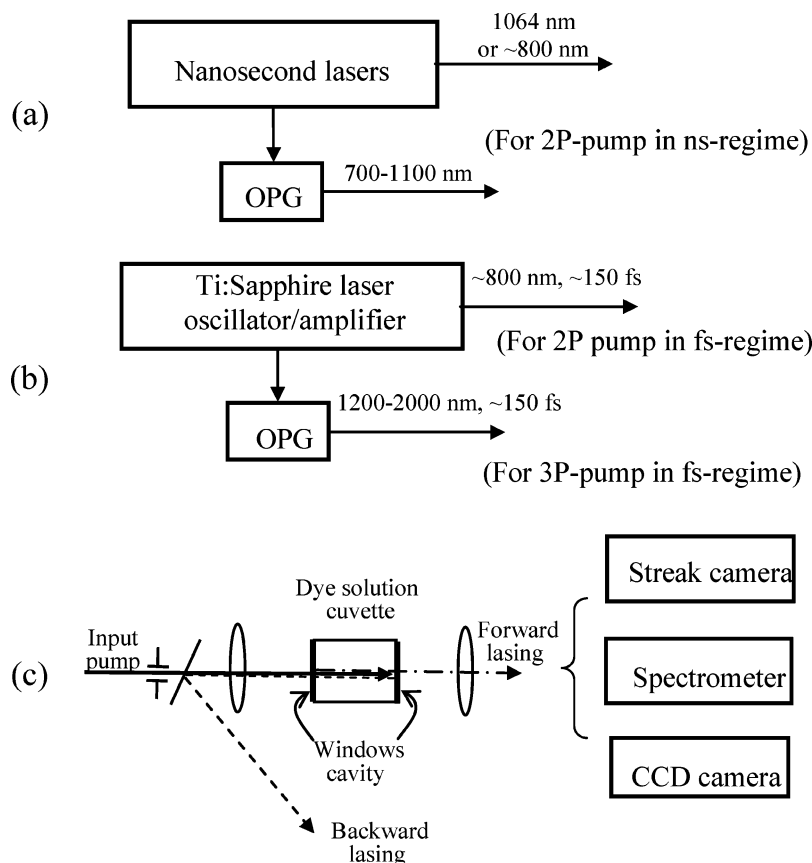 1064 nm
or ~800 nm
Nanosecond lasers
(a)
(For 2P-pump in ns-regime)
700-1100 nm
OPG
~800 nm, ~150 fs
Ti:Sapphire laser
oscillator/amplifier
(For 2P pump in fs-regime)
(b)
1200-2000 nm, ~150 fs
OPG
(For 3P-pump in fs-regime)
Streak camera
Dye solution
cuvette
Input
pump
Forward
lasing
(c)
Spectrometer
Windows
cavity
CCD camera
Backward
lasing